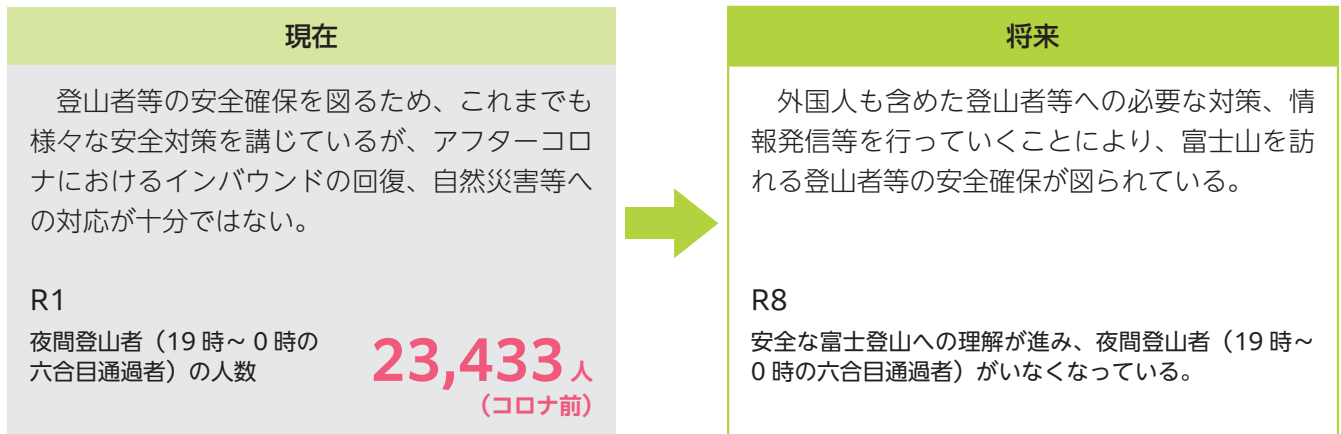 現在
登山者等の安全確保を図るため、これまでも
様々な安全対策を講じているが、アフターコロ
ナにおけるインバウンドの回復、自然災害等へ
の対応が十分ではない。
R1
夜間登山者（19 時～ 0 時の
六合目通過者）の人数
23,433 人
（コロナ前）
将来
外国人も含めた登山者等への必要な対策、情
報発信等を行っていくことにより、富士山を訪
れる登山者等の安全確保が図られている。
R8
安全な富士登山への理解が進み、夜間登山者（19 時～
0 時の六合目通過者）がいなくなっている。